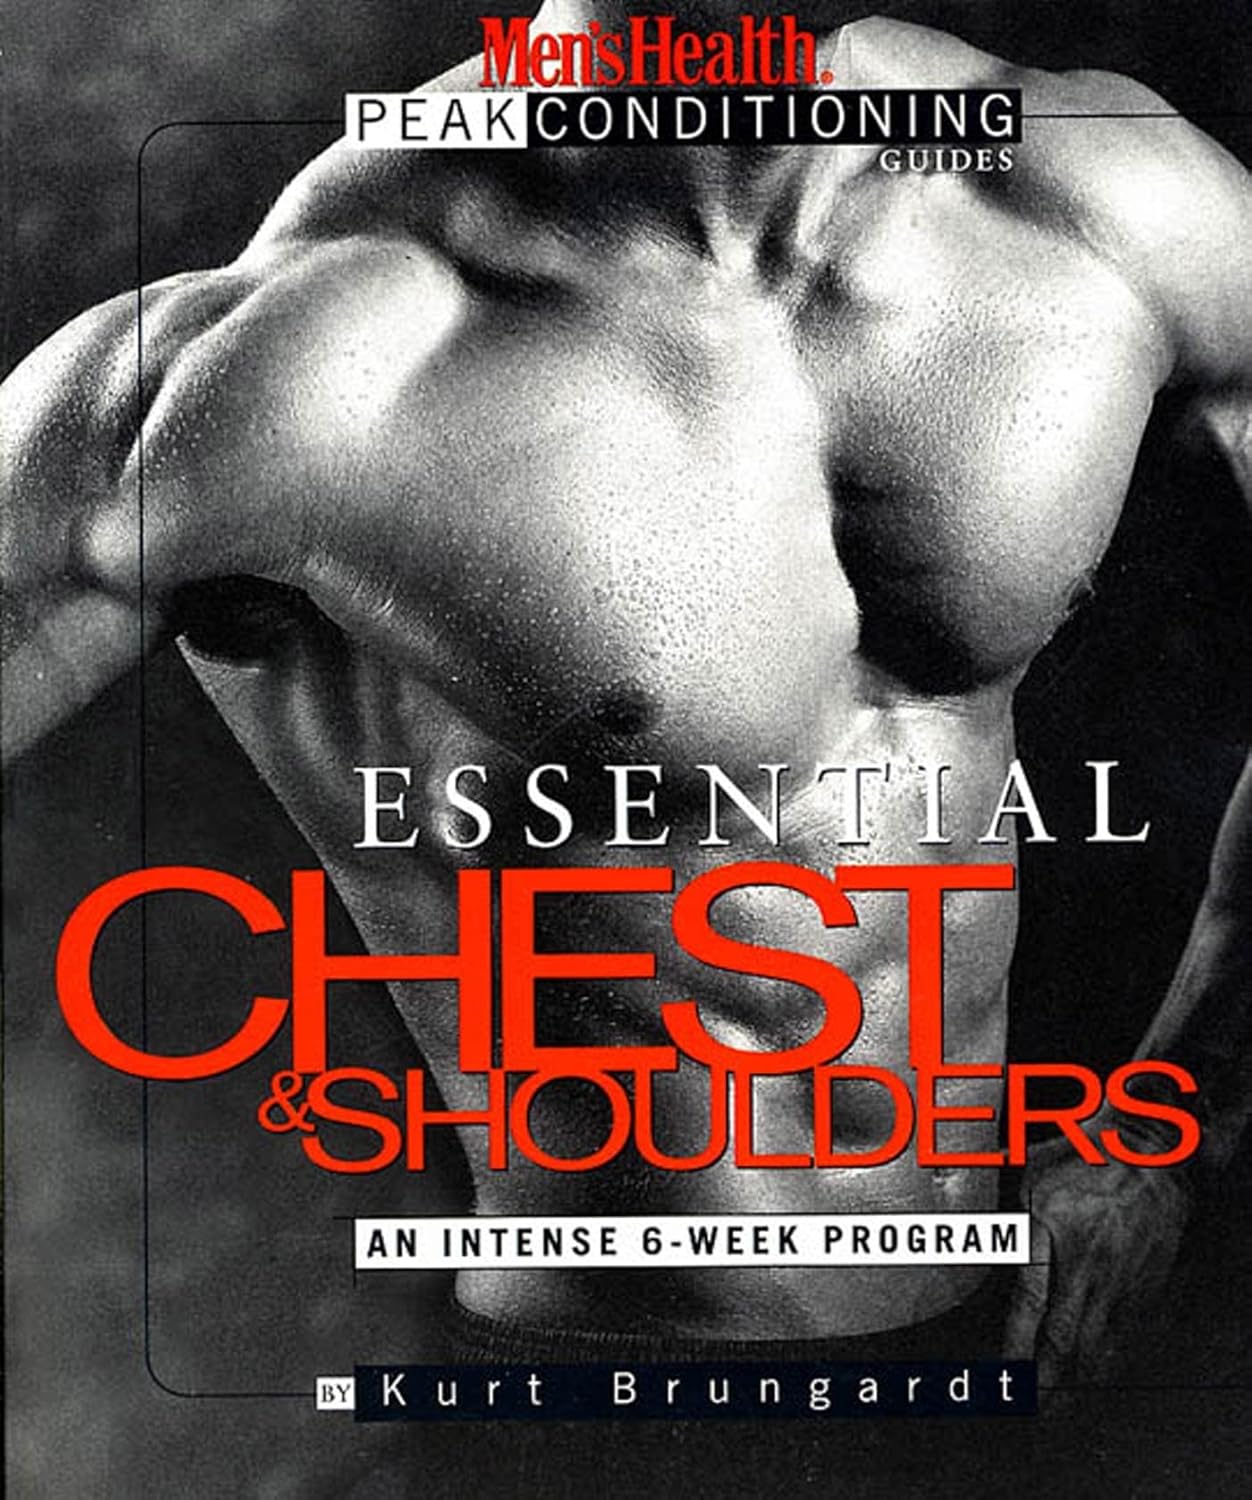 Men'sHealth®
PEAK CONDITIONING
GUIDES
ESSENTIAL
CHEST
& SHOULDERS
AN INTENSE 6-WEEK PROGRAM
BY Kurt Brungardt